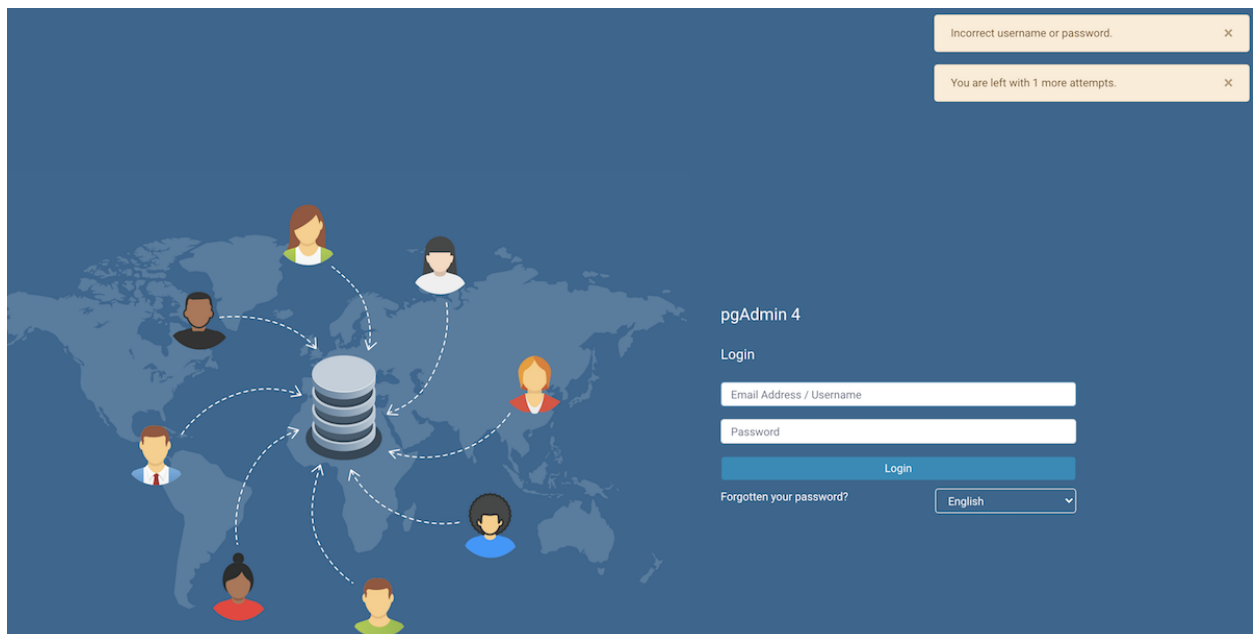 Incorrect username or password. ×
You are left with 1 more attempts. ×
pgAdmin 4
Login
Email Address / Username
Password
Login
Forgotten your password?
English